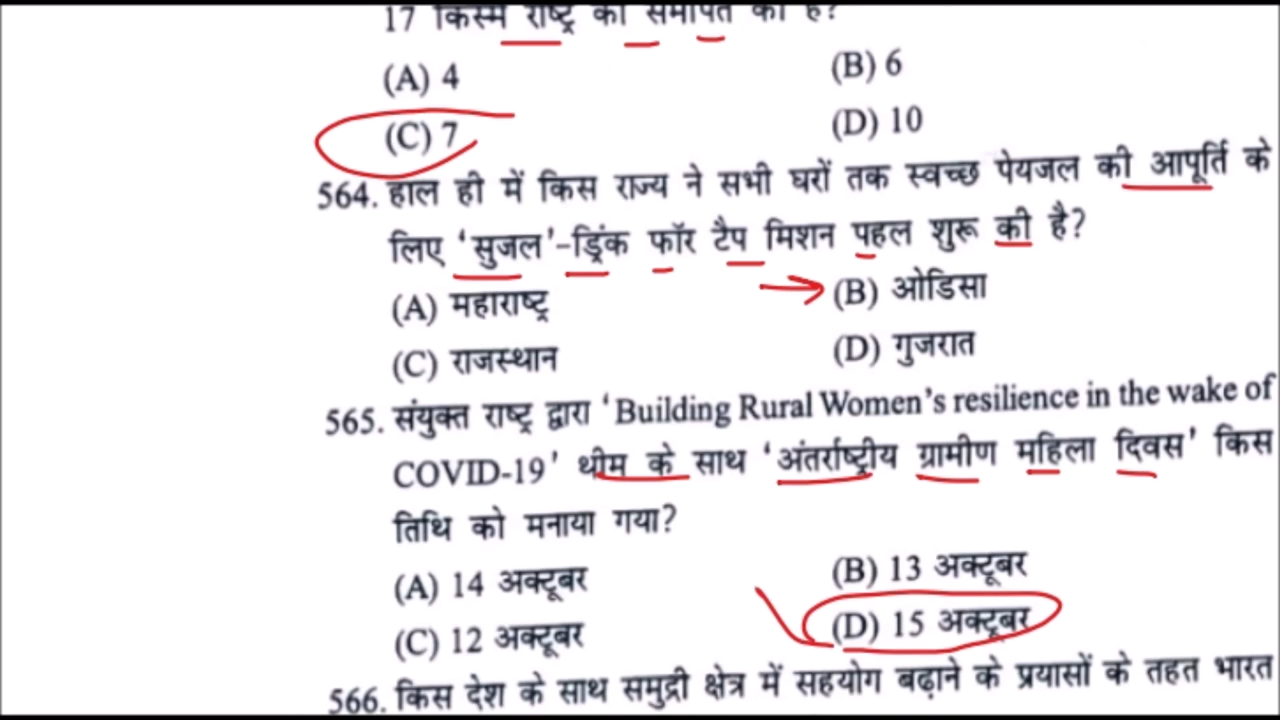 17 किस्में राष्ट्र को समर्पित की है?
(A) 4 (B) 6
(C) 7 (D) 10
564. हाल ही में किस राज्य ने सभी घरों तक स्वच्छ पेयजल की आपूर्ति के
लिए ‘सुजल’-ड्रिंक फॉर टैप मिशन पहल शुरू की है?
(A) महाराष्ट्र (B) ओडिसा
(C) राजस्थान (D) गुजरात
565. संयुक्त राष्ट्र द्वारा ‘Building Rural Women’s resilience in the wake of
COVID-19’ थीम के साथ ‘अंतर्राष्ट्रीय ग्रामीण महिला दिवस’ किस
तिथि को मनाया गया?
(A) 14 अक्टूबर (B) 13 अक्टूबर
(C) 12 अक्टूबर (D) 15 अक्टूबर
566. किस देश के साथ समुद्री क्षेत्र में सहयोग बढ़ाने के प्रयासों के तहत भारत